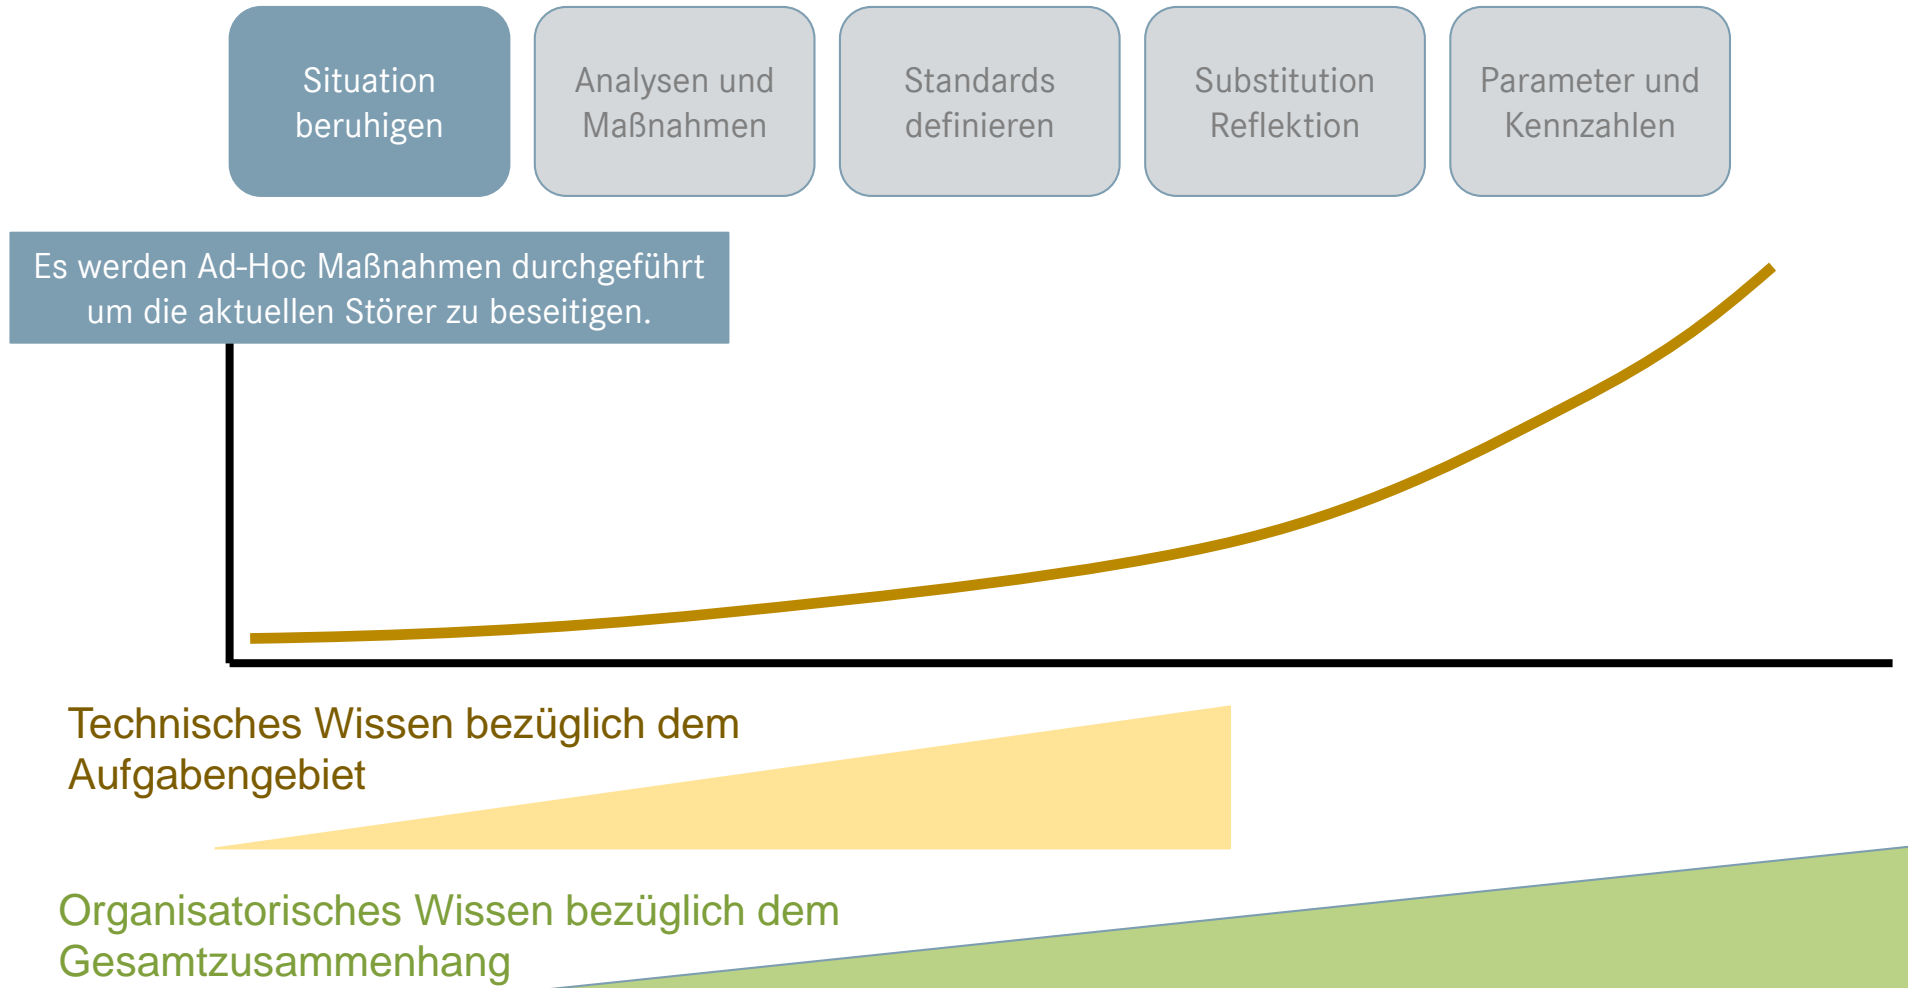 Situation
beruhigen
Analysen und
Maßnahmen
Standards
definieren
Substitution
Reflektion
Parameter und
Kennzahlen
Es werden Ad-Hoc Maßnahmen durchgeführt
um die aktuellen Störer zu beseitigen.
Technisches Wissen bezüglich dem
Aufgabengebiet
Organisatorisches Wissen bezüglich dem
Gesamtzusammenhang